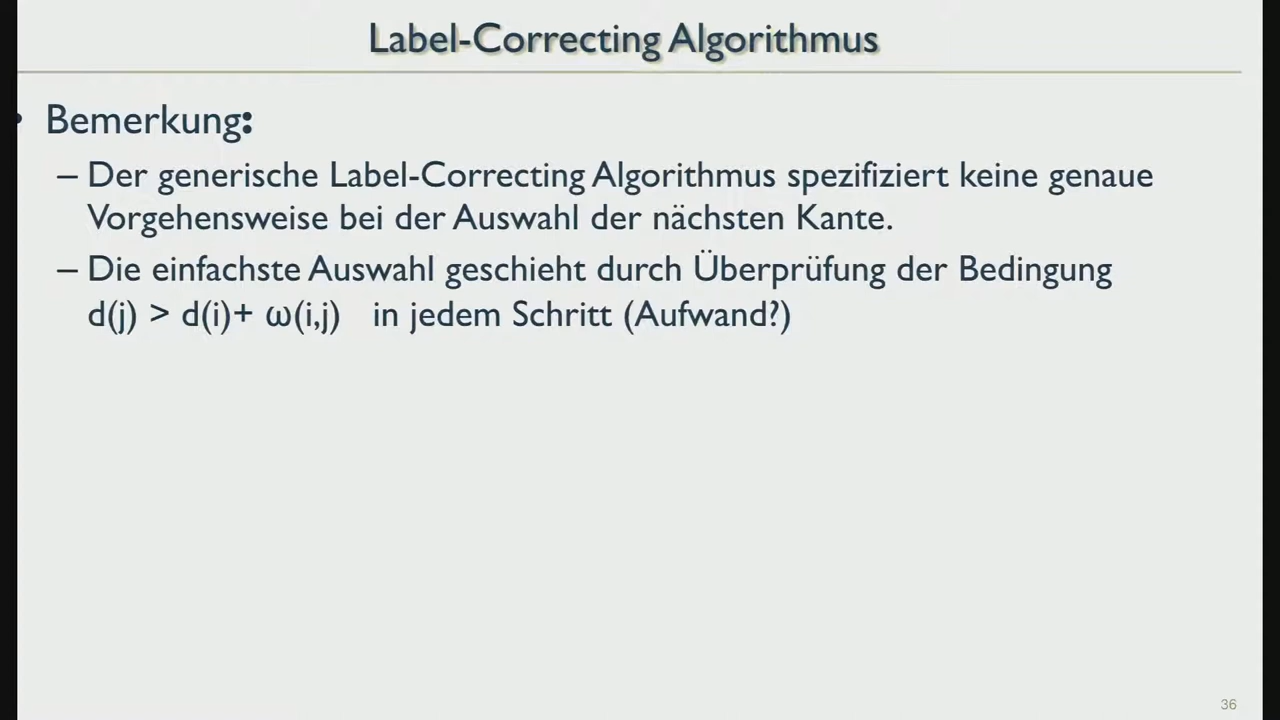 Label-Correcting Algorithmus
• Bemerkung:
– Der generische Label-Correcting Algorithmus spezifiziert keine genaue
Vorgehensweise bei der Auswahl der nächsten Kante.
– Die einfachste Auswahl geschieht durch Überprüfung der Bedingung
d(j) > d(i)+ ω(i,j) in jedem Schritt (Aufwand?)
36